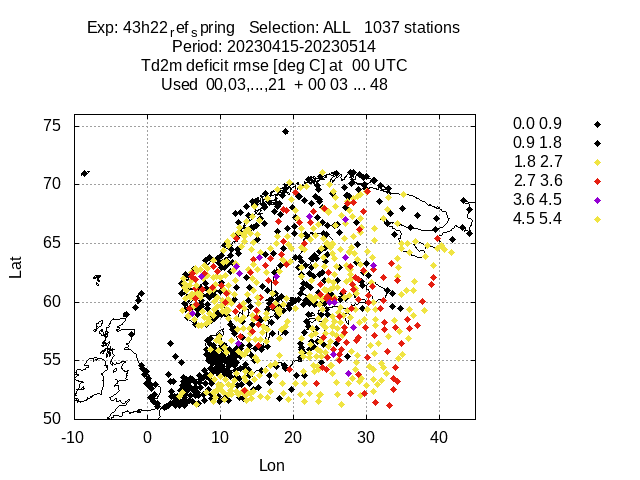 Exp: 43h22ref spring   Selection: ALL   1037 stations
Period: 20230415-20230514
Td2m deficit rmse [deg C] at  00 UTC
Used  00,03,...,21  + 00 03 ... 48
0.0 0.9
0.9 1.8
1.8 2.7
2.7 3.6
3.6 4.5
4.5 5.4
75
70
65
60
55
50
Lat
-10 0 10 20 30 40
Lon